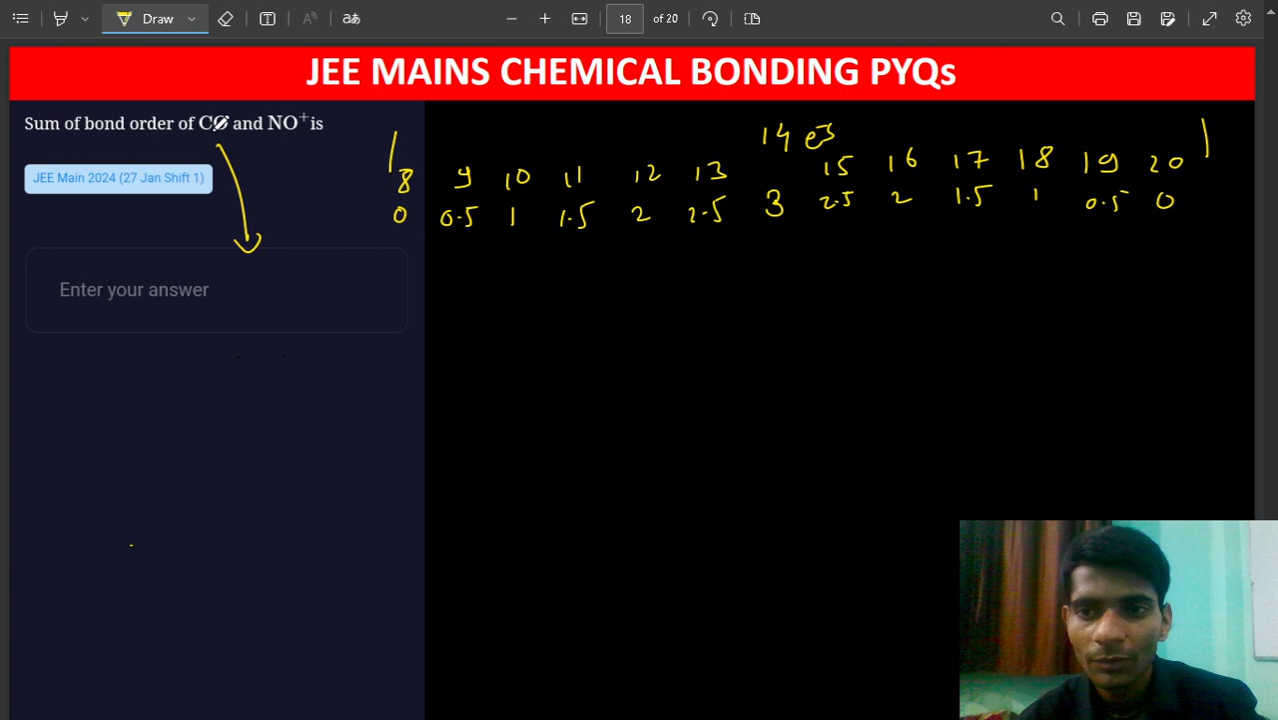 Draw
18 of 20
JEE MAINS CHEMICAL BONDING PYQs
Sum of bond order of CO and NO⁺ is
JEE Main 2024 (27 Jan Shift 1)
Enter your answer
14 es
8 9 10 11 12 13 15 16 17 18 19 20
0 0.5 1 1.5 2 2.5 3 2.5 2 1.5 1 0.5 0